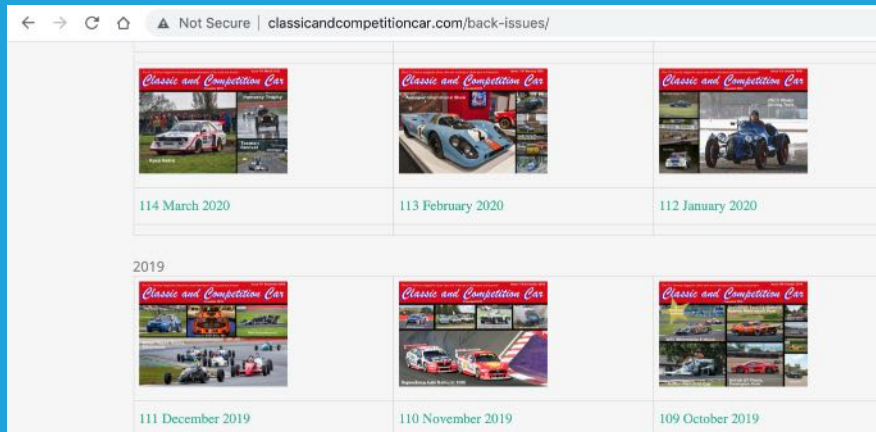 Not Secure | classicandcompetitioncar.com/back-issues/
Classic and Competition Car
Classic and Competition Car
Classic and Competition Car
114 March 2020
113 February 2020
112 January 2020
2019
Classic and Competition Car
Classic and Competition Car
Classic and Competition Car
111 December 2019
110 November 2019
109 October 2019